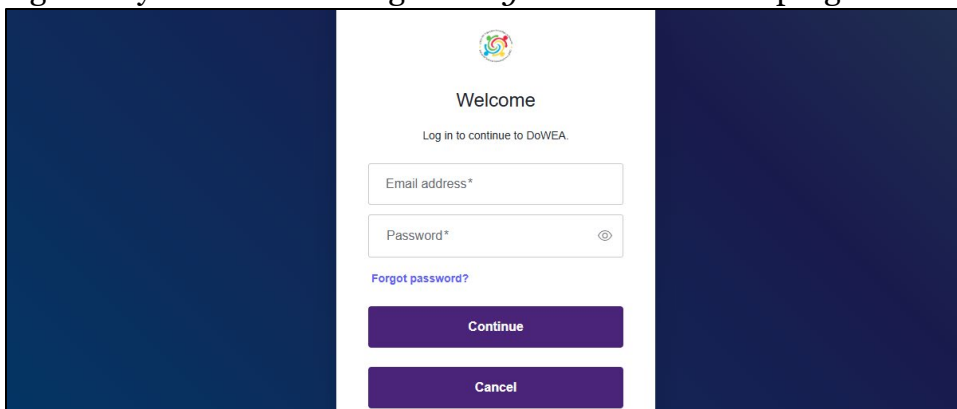 Welcome
Log in to continue to DoWEA.
Email address*
Password*
Forgot password?
Continue
Cancel